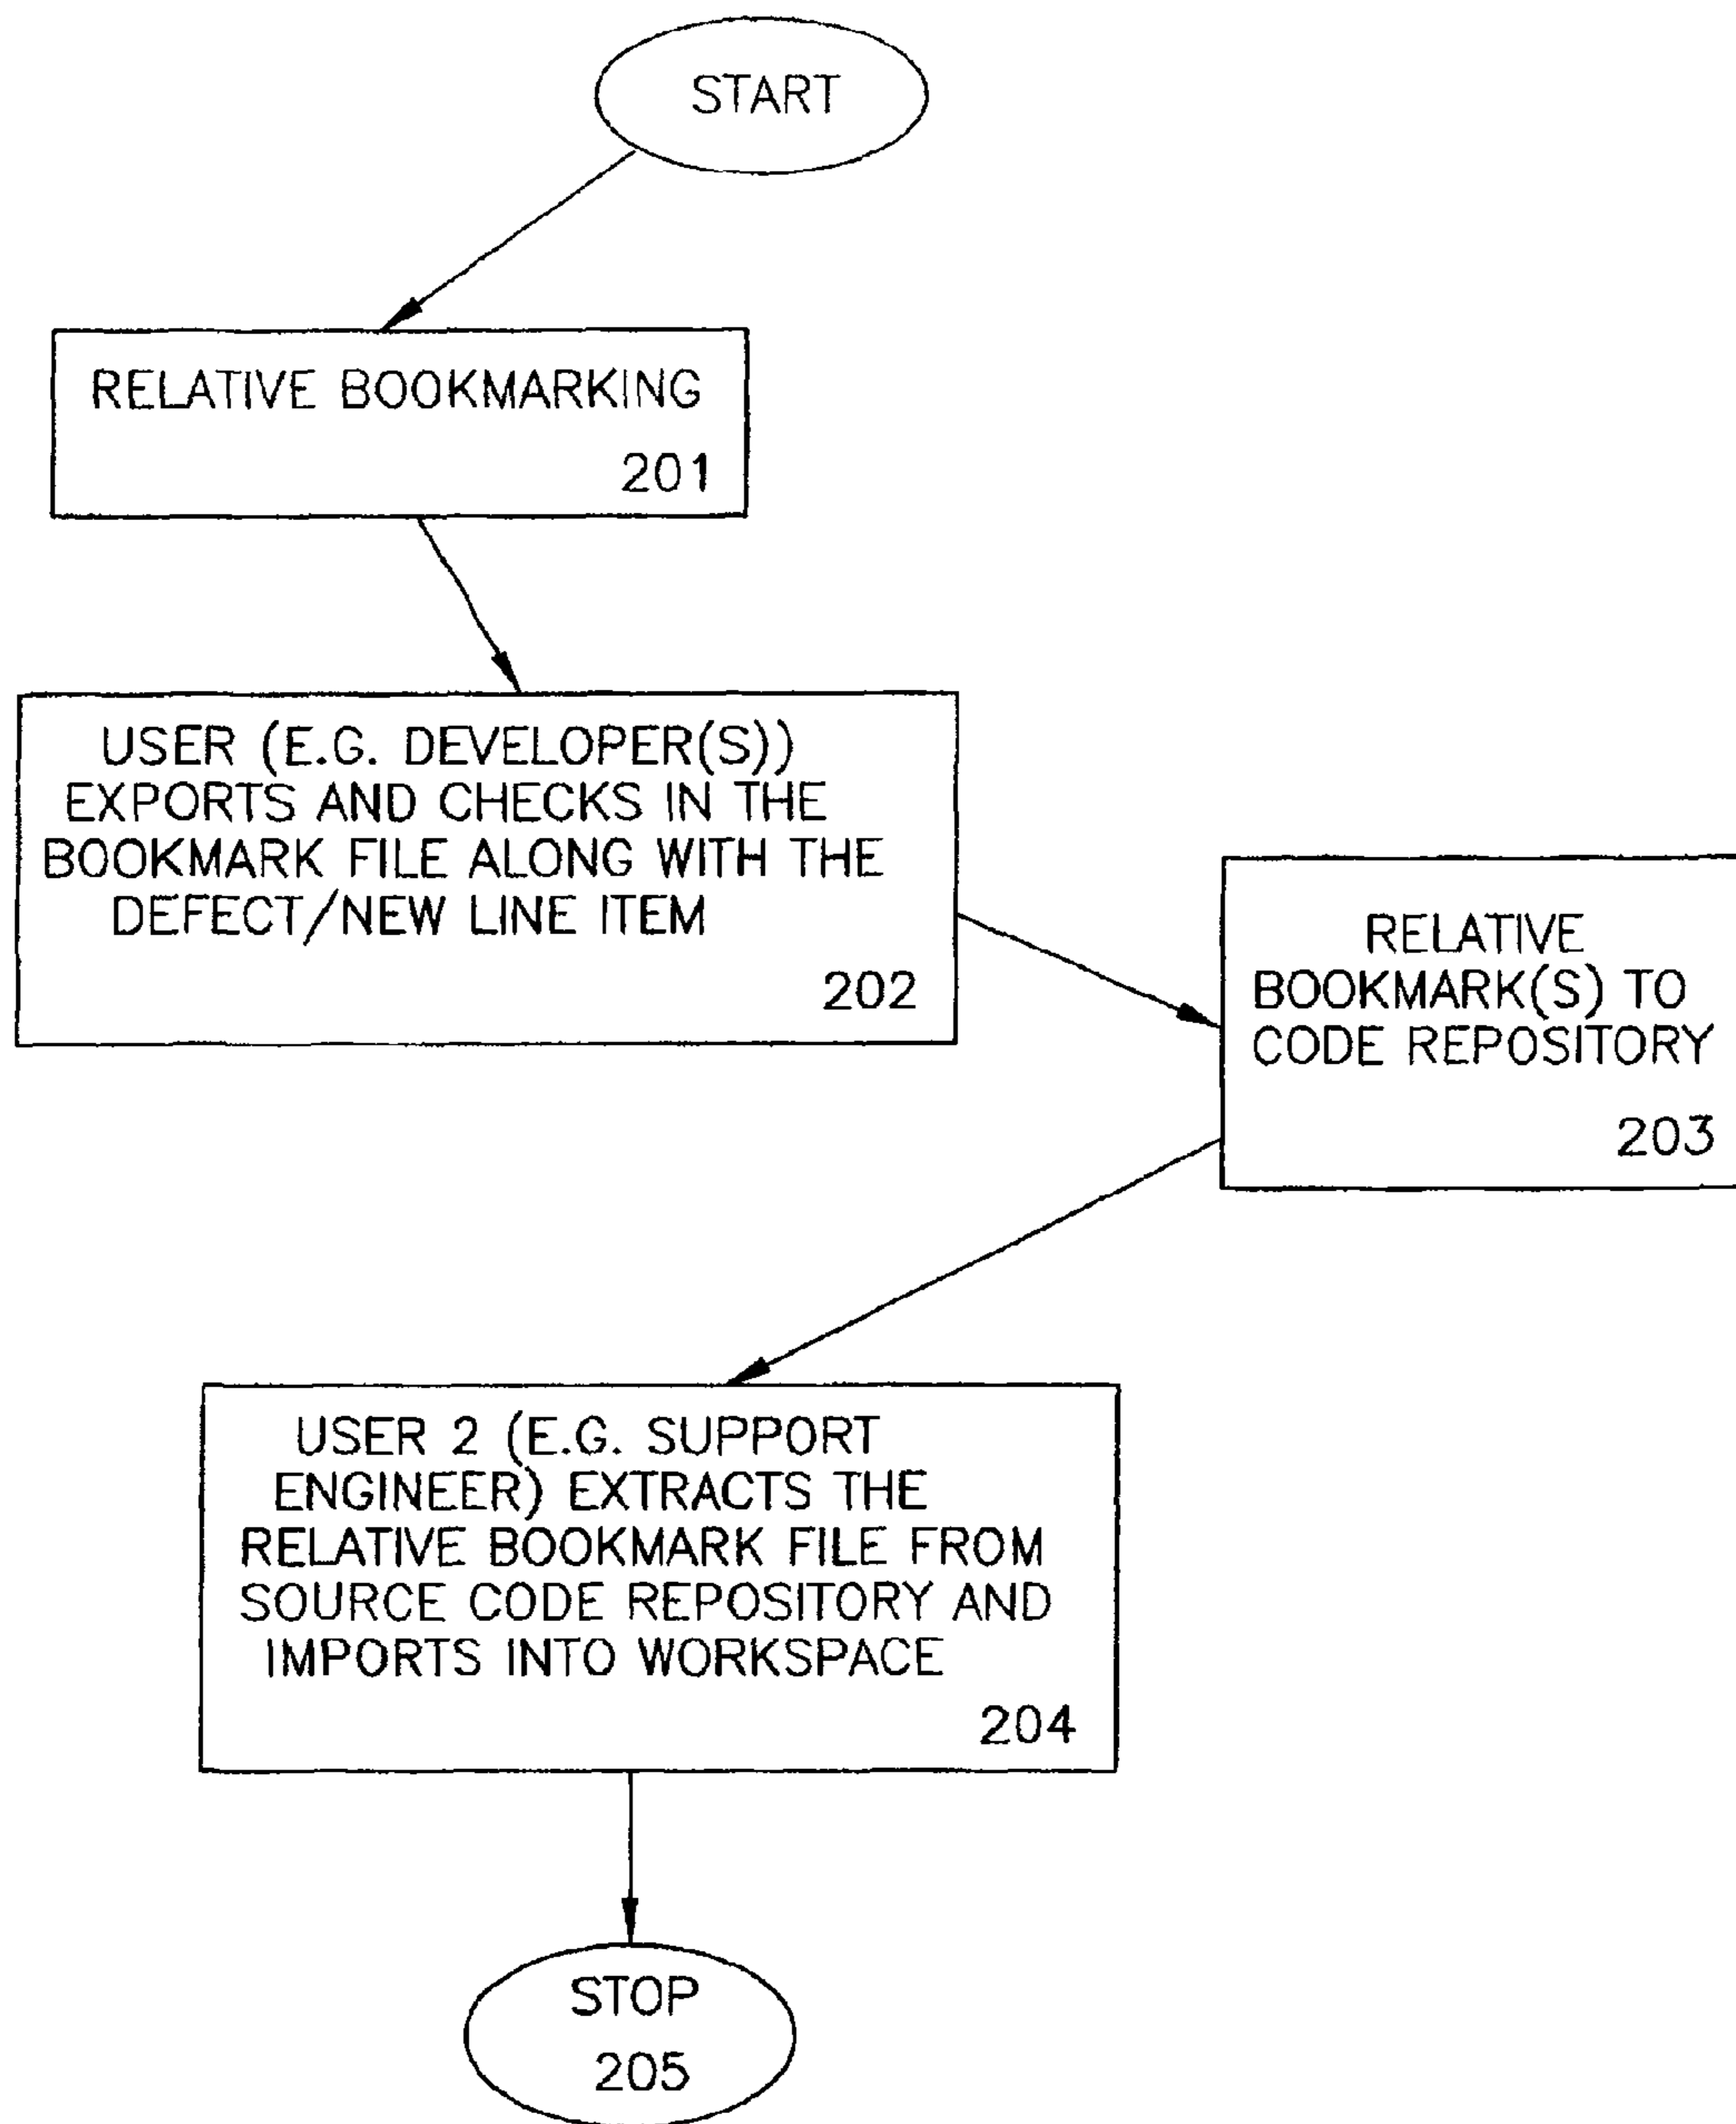 START
RELATIVE BOOKMARKING
201
USER (E.G. DEVELOPER(S))
EXPORTS AND CHECKS IN THE
BOOKMARK FILE ALONG WITH THE
DEFECT/NEW LINE ITEM
202
RELATIVE
BOOKMARK(S) TO
CODE REPOSITORY
203
USER 2 (E.G. SUPPORT
ENGINEER) EXTRACTS THE
RELATIVE BOOKMARK FILE FROM
SOURCE CODE REPOSITORY AND
IMPORTS INTO WORKSPACE
204
STOP
205